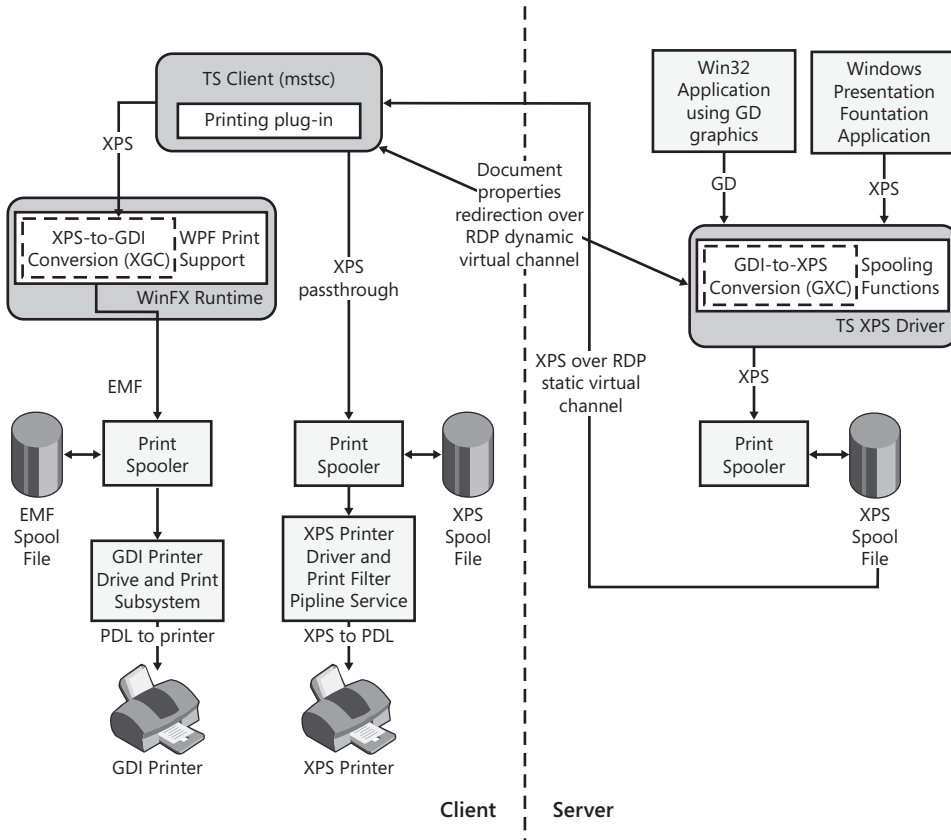 TS Client (mstsc)
Printing plug-in
XPS
XPS-to-GDI
Conversion (XGC)
WPF Print
Support
WinFX Runtime
EMF
Print
Spooler
EMF
Spool
File
GDI Printer
Drive and Print
Subsystem
PDL to printer
GDI Printer
XPS
passthrough
Print
Spooler
XPS
Spool
File
XPS Printer
Driver and
Print Filter
Pipline Service
XPS to PDL
XPS Printer
Document
properties
redirection over
RDP dynamic
virtual channel
XPS over RDP
static virtual
channel
Win32
Application
using GD
graphics
Windows
Presentation
Fountation
Application
GD
XPS
GDI-to-XPS
Conversion (GXC)
Spooling
Functions
TS XPS Driver
XPS
Print
Spooler
XPS
Spool
File
Client
Server